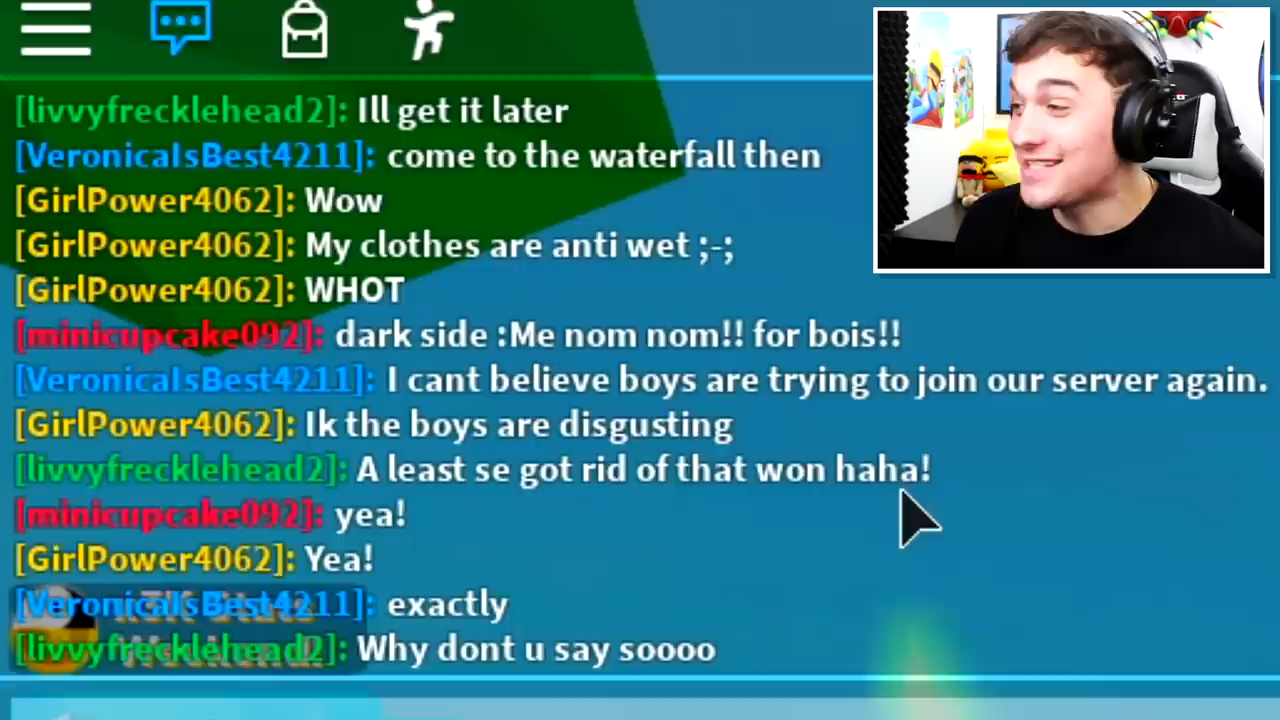 [livvyfrecklehead2]: Ill get it later
[VeronicaIsBest4211]: come to the waterfall then
[GirlPower4062]: Wow
[GirlPower4062]: My clothes are anti wet ;-;
[GirlPower4062]: WHOT
[minicupcake092]: dark side :Me nom nom!! for bois!!
[VeronicaIsBest4211]: I cant believe boys are trying to join our server again.
[GirlPower4062]: Ik the boys are disgusting
[livvyfrecklehead2]: A least se got rid of that won haha!
[minicupcake092]: yea!
[GirlPower4062]: Yea!
[VeronicaIsBest4211]: exactly
[livvyfrecklehead2]: Why dont u say soooo